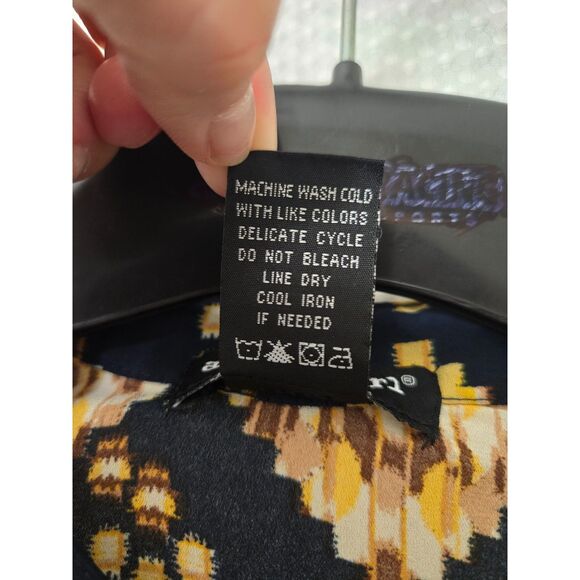 MACHINE WASH COLD
WITH LIKE COLORS
DELICATE CYCLE
DO NOT BLEACH
LINE DRY
COOL IRON
IF NEEDED